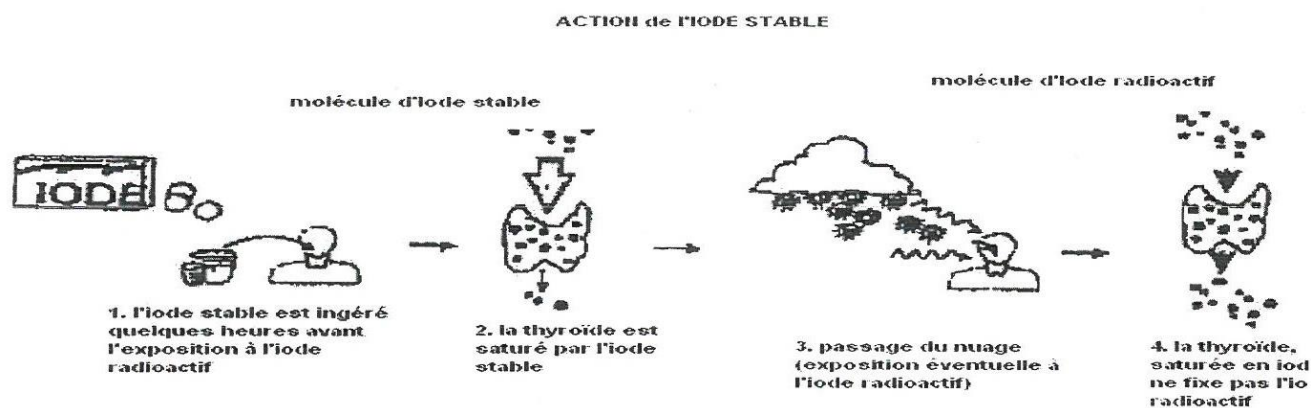 ACTION de l'IODE STABLE
molécule d'Iode radioactif
molécule d'Iode stable
IODE
1. l'iode stable est ingéré
quelques heures avant
l'exposition à l'iode
radioactif
2. la thyroïde est
saturé par l'iode
stable
3. passage du nuage
(exposition éventuelle à
l'iode radioactif)
4. la thyroïde,
saturée en iod
ne fixe pas l'io
radioactif